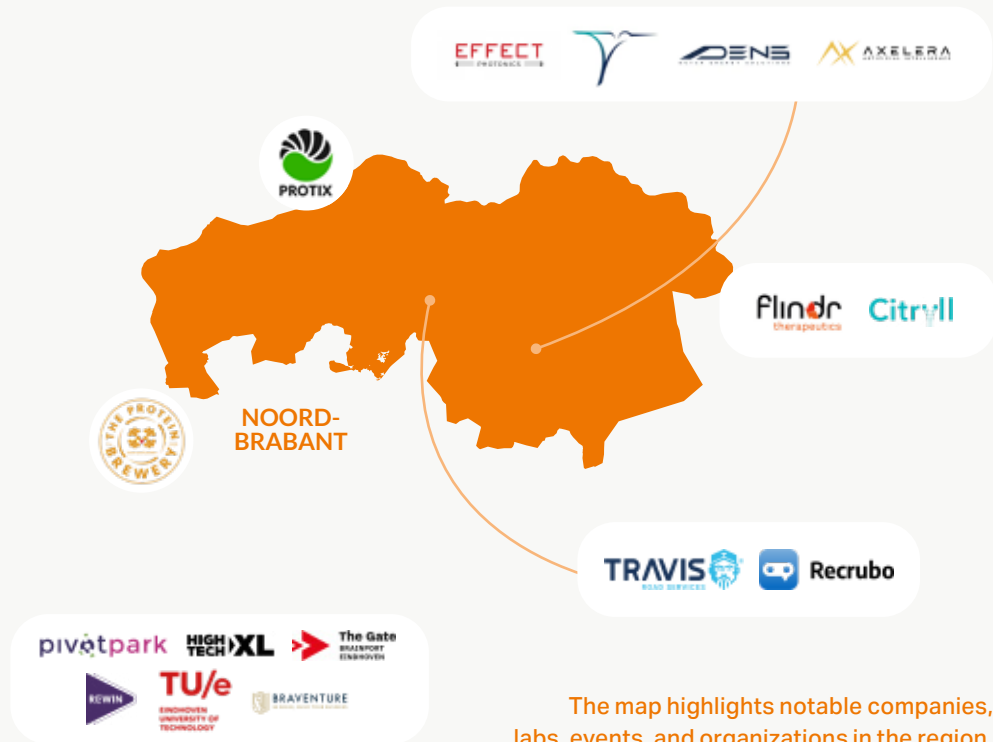 EFFECT
PHOTONICS
DENS
AXELERA
ARTIFICIAL INTELLIGENCE
PROTIX
flindr
therapeutics
Citryll
THE PROTEIN
BREWERY
NOORD-
BRABANT
TRAVIS
ROAD SERVICES
Recrubo
pivotpark
HIGH
TECH XL
The Gate
BRAINPORT
EINDHOVEN
REWIN
TU/e
EINDHOVEN
UNIVERSITY OF
TECHNOLOGY
BRAVENTURE
The map highlights notable companies,
labs, events, and organizations in the region.